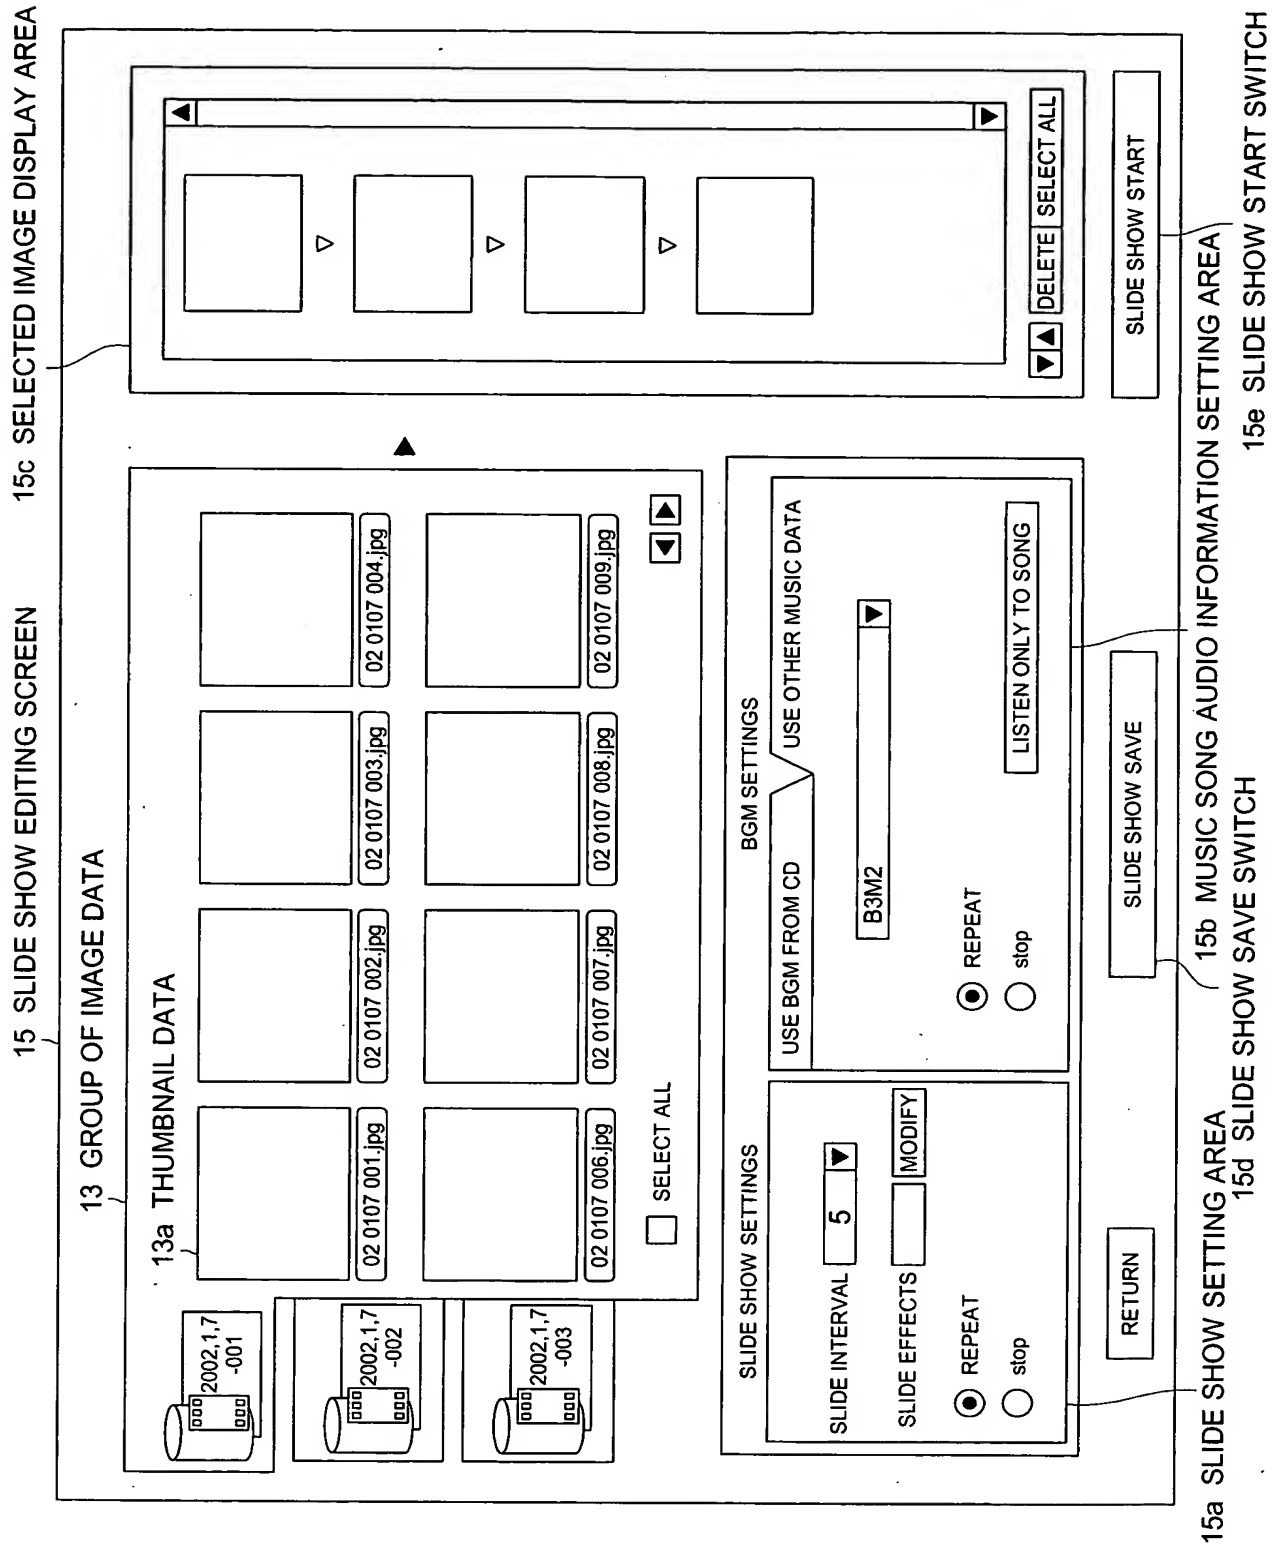 15 SLIDE SHOW EDITING SCREEN
15c SELECTED IMAGE DISPLAY AREA
13 GROUP OF IMAGE DATA
13a THUMBNAIL DATA
2002,1,7
-001
2002,1,7
-002
2002,1,7
-003
02 0107 001.jpg
02 0107 002.jpg
02 0107 003.jpg
02 0107 004.jpg
02 0107 006.jpg
02 0107 007.jpg
02 0107 008.jpg
02 0107 009.jpg
SELECT ALL
◀ ▶
▶
▲
▽
▽
▽
▼
▼ ▲ DELETE SELECT ALL
SLIDE SHOW SETTINGS
SLIDE INTERVAL 5 ▼
SLIDE EFFECTS MODIFY
REPEAT
stop
BGM SETTINGS
USE BGM FROM CD
USE OTHER MUSIC DATA
B3M2 ▼
REPEAT
stop
LISTEN ONLY TO SONG
RETURN
SLIDE SHOW SAVE
SLIDE SHOW START
15a SLIDE SHOW SETTING AREA
15b MUSIC SONG AUDIO INFORMATION SETTING AREA
15d SLIDE SHOW SAVE SWITCH
15e SLIDE SHOW START SWITCH